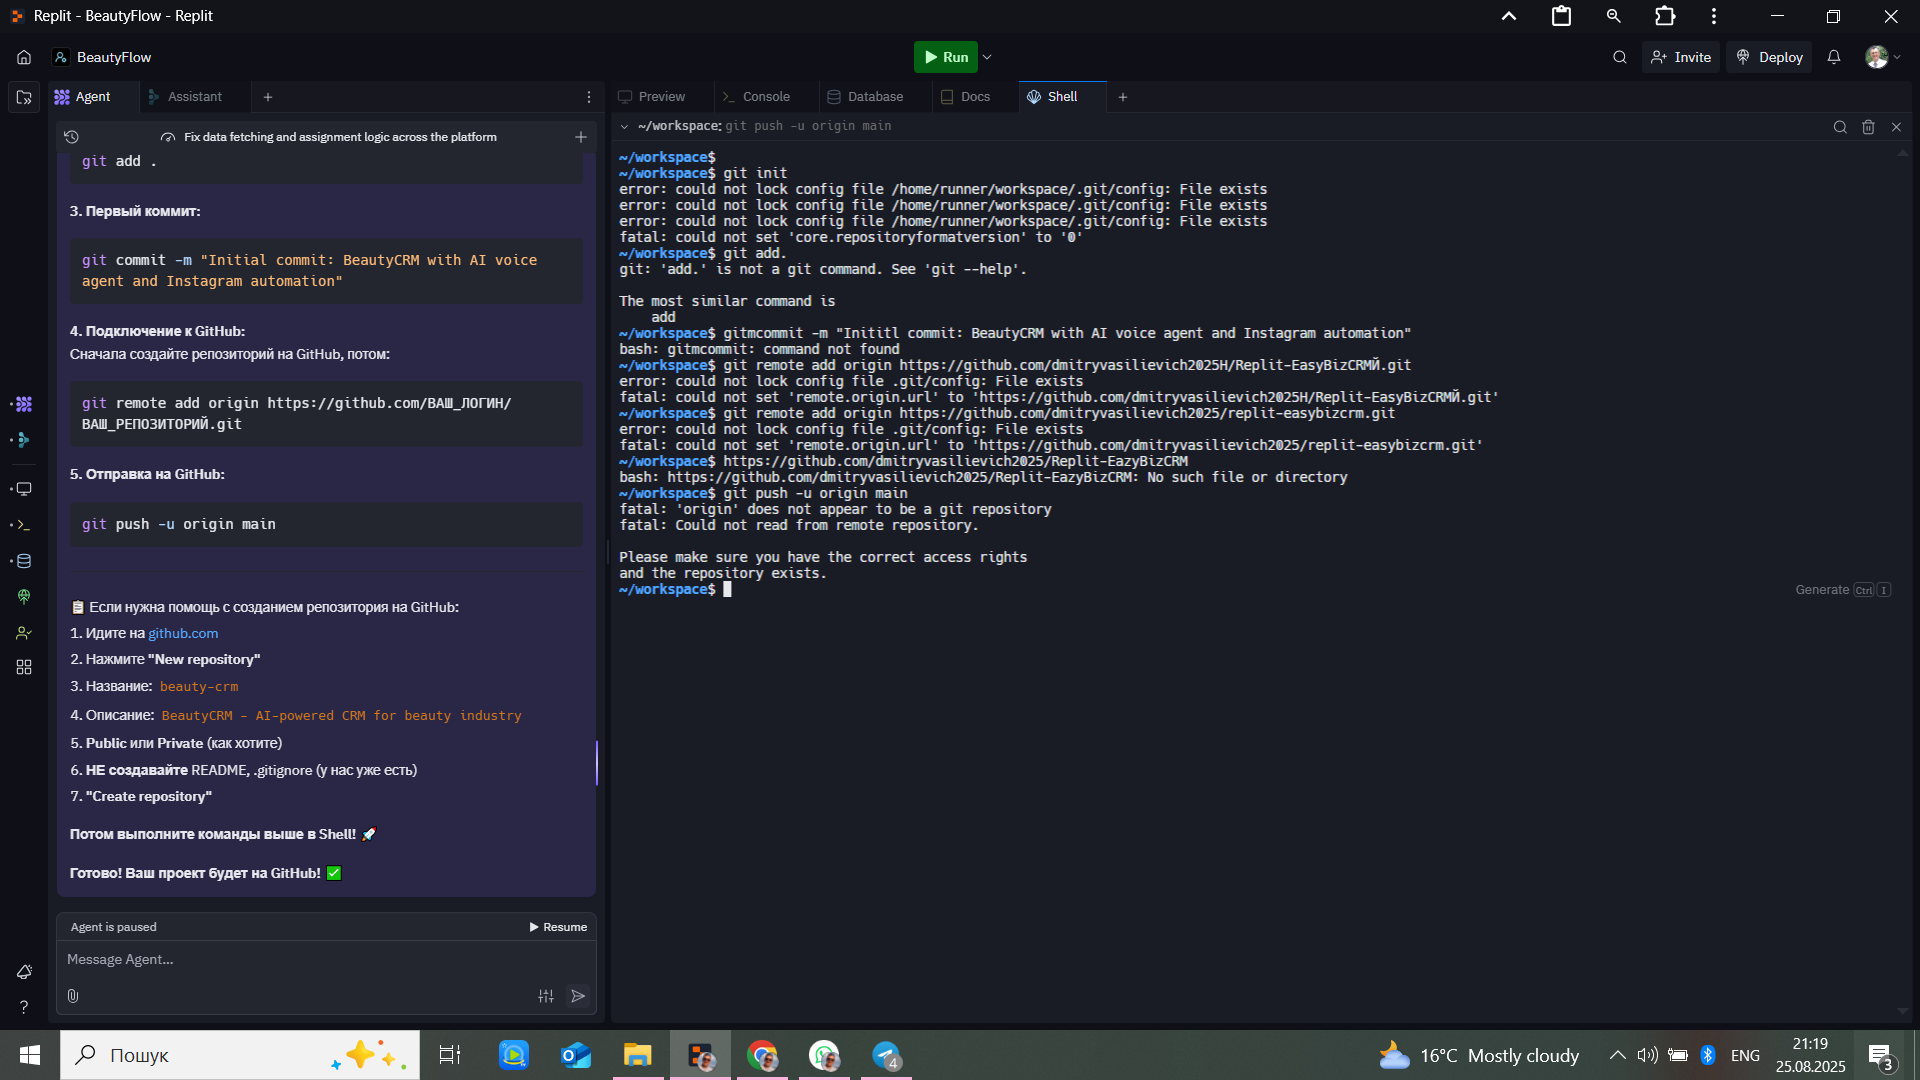 Replit - BeautyFlow - Replit
BeautyFlow
Run
Invite
Deploy
Agent
Assistant
Preview
Console
Database
Docs
Shell
Fix data fetching and assignment logic across the platform
git add .
3. Первый коммит:
git commit -m "Initial commit: BeautyCRM with AI voice
agent and Instagram automation"
4. Подключение к GitHub:
Сначала создайте репозиторий на GitHub, потом:
git remote add origin https://github.com/ВАШ_ЛОГИН/
ВАШ_РЕПОЗИТОРИЙ.git
5. Отправка на GitHub:
git push -u origin main
📋 Если нужна помощь с созданием репозитория на GitHub:
1. Идите на github.com
2. Нажмите "New repository"
3. Название: beauty-crm
4. Описание: BeautyCRM - AI-powered CRM for beauty industry
5. Public или Private (как хотите)
6. НЕ создавайте README, .gitignore (у нас уже есть)
7. "Create repository"
Потом выполните команды выше в Shell! 🚀
Готово! Ваш проект будет на GitHub! ✅
Agent is paused
Resume
Message Agent...
~/workspace: git push -u origin main
~/workspace$
~/workspace$ git init
error: could not lock config file /home/runner/workspace/.git/config: File exists
error: could not lock config file /home/runner/workspace/.git/config: File exists
error: could not lock config file /home/runner/workspace/.git/config: File exists
fatal: could not set 'core.repositoryformatversion' to '0'
~/workspace$ git add.
git: 'add.' is not a git command. See 'git --help'.
The most similar command is
add
~/workspace$ gitmcommit -m "Inititl commit: BeautyCRM with AI voice agent and Instagram automation"
bash: gitmcommit: command not found
~/workspace$ git remote add origin https://github.com/dmitryvasilievich2025H/Replit-EasyBizCRMЙ.git
error: could not lock config file .git/config: File exists
fatal: could not set 'remote.origin.url' to 'https://github.com/dmitryvasilievich2025H/Replit-EasyBizCRMЙ.git'
~/workspace$ git remote add origin https://github.com/dmitryvasilievich2025/replit-easybizcrm.git
error: could not lock config file .git/config: File exists
fatal: could not set 'remote.origin.url' to 'https://github.com/dmitryvasilievich2025/replit-easybizcrm.git'
~/workspace$ https://github.com/dmitryvasilievich2025/Replit-EazyBizCRM
bash: https://github.com/dmitryvasilievich2025/Replit-EazyBizCRM: No such file or directory
~/workspace$ git push -u origin main
fatal: 'origin' does not appear to be a git repository
fatal: Could not read from remote repository.
Please make sure you have the correct access rights
and the repository exists.
~/workspace$
Generate Ctrl I
Пошук
4
16°C Mostly cloudy
ENG
21:19
25.08.2025
3